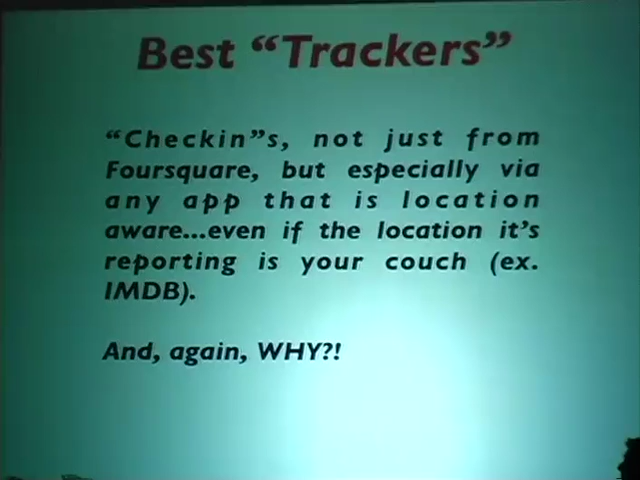 Best “Trackers”
“Checkin”s, not just from
Foursquare, but especially via
any app that is location
aware...even if the location it’s
reporting is your couch (ex.
IMDB).
And, again, WHY?!